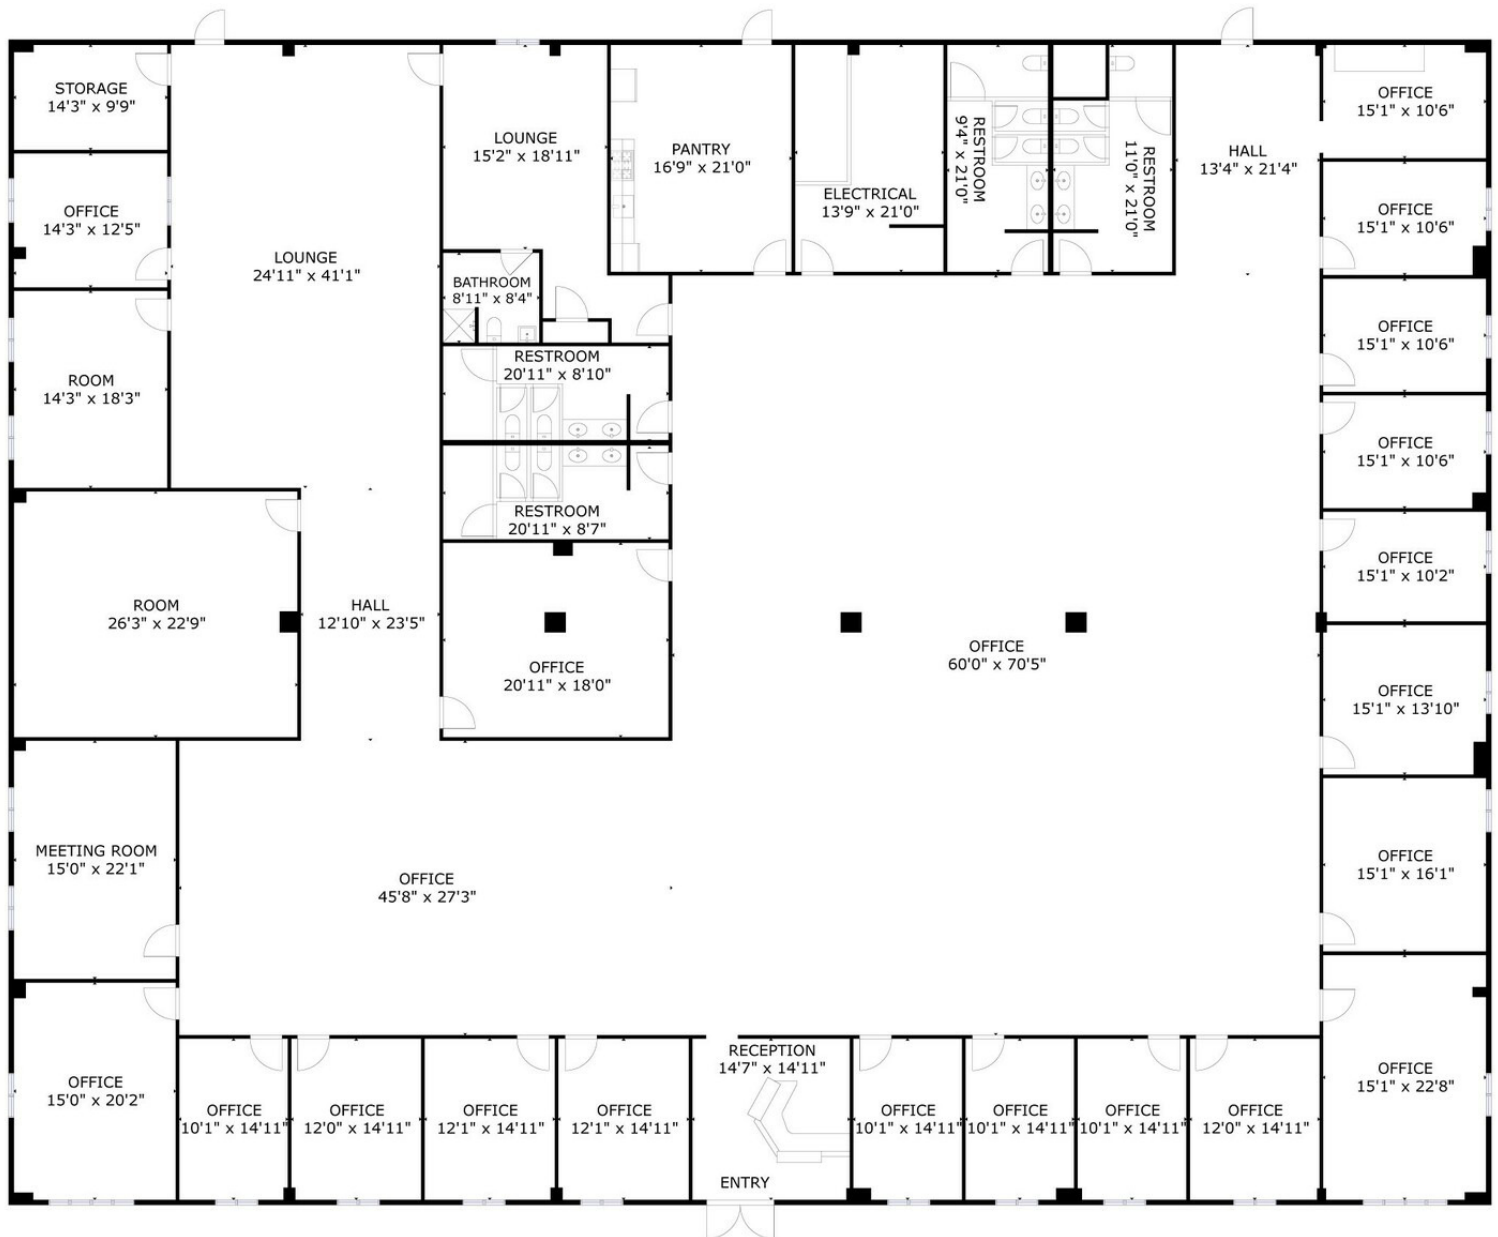 STORAGE
14'3" x 9'9"
OFFICE
14'3" x 12'5"
ROOM
14'3" x 18'3"
LOUNGE
24'11" x 41'1"
LOUNGE
15'2" x 18'11"
PANTRY
16'9" x 21'0"
ELECTRICAL
13'9" x 21'0"
RESTROOM
9'4" x 21'0"
RESTROOM
11'0" x 21'0"
HALL
13'4" x 21'4"
OFFICE
15'1" x 10'6"
OFFICE
15'1" x 10'6"
OFFICE
15'1" x 10'6"
OFFICE
15'1" x 10'6"
OFFICE
15'1" x 10'2"
OFFICE
15'1" x 13'10"
OFFICE
15'1" x 16'1"
OFFICE
15'1" x 22'8"
BATHROOM
8'11" x 8'4"
RESTROOM
20'11" x 8'10"
RESTROOM
20'11" x 8'7"
ROOM
26'3" x 22'9"
HALL
12'10" x 23'5"
OFFICE
20'11" x 18'0"
OFFICE
60'0" x 70'5"
MEETING ROOM
15'0" x 22'1"
OFFICE
45'8" x 27'3"
OFFICE
15'0" x 20'2"
OFFICE
10'1" x 14'11"
OFFICE
12'0" x 14'11"
OFFICE
12'1" x 14'11"
OFFICE
12'1" x 14'11"
RECEPTION
14'7" x 14'11"
ENTRY
OFFICE
10'1" x 14'11"
OFFICE
10'1" x 14'11"
OFFICE
10'1" x 14'11"
OFFICE
12'0" x 14'11"